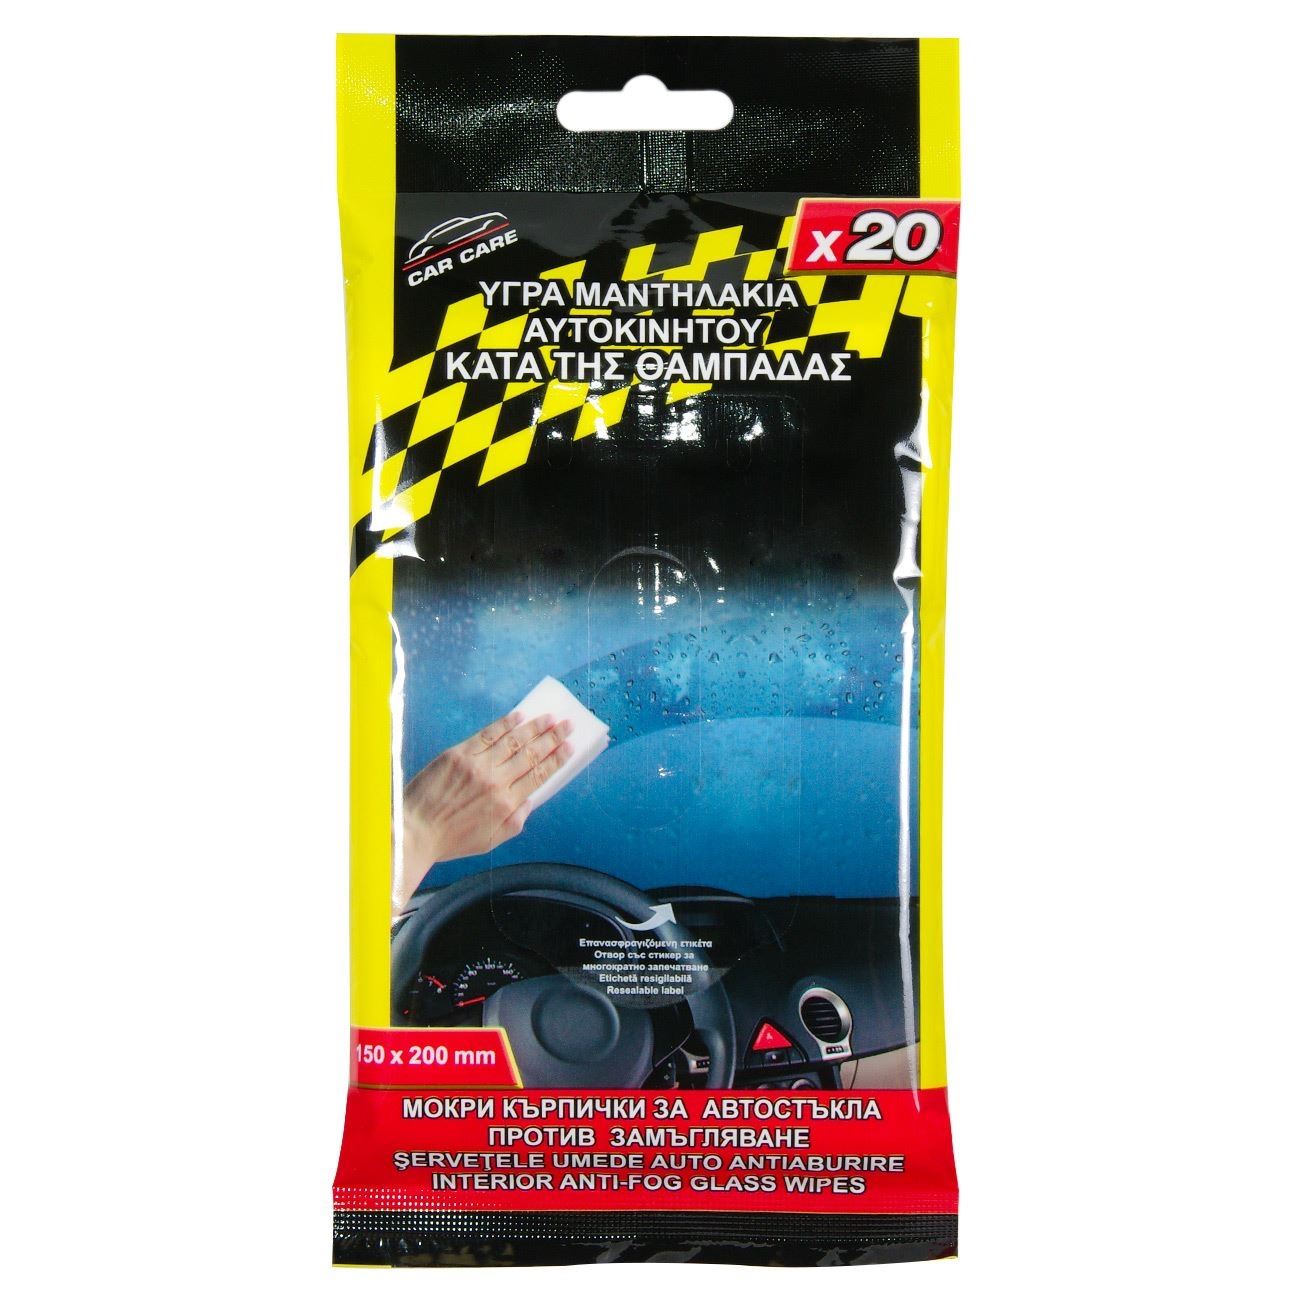 CAR CARE
x 20
ΥΓΡΑ ΜΑΝΤΗΛΑΚΙΑ
ΑΥΤΟΚΙΝΗΤΟΥ
ΚΑΤΑ ΤΗΣ ΘΑΜΠΑΔΑΣ
Επανασφραγιζόμενη ετικέτα
Отвор със стикер за
многократно запечатване
Etichetă resigilabilă
Resealable label
150 x 200 mm
МОКРИ КЪРПИЧКИ ЗА АВТОСТЪКЛА
ПРОТИВ ЗАМЪГЛЯВАНЕ
ŞERVEŢELE UMEDE AUTO ANTIABURIRE
INTERIOR ANTI-FOG GLASS WIPES